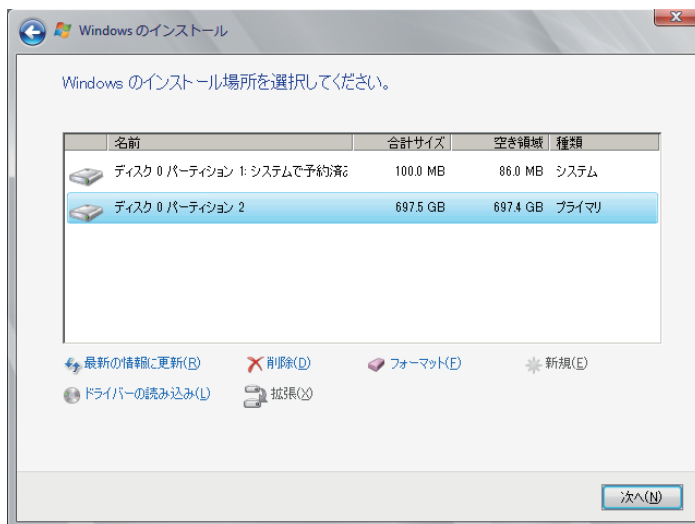 Windows のインストール
Windows のインストール場所を選択してください。
名前 合計サイズ 空き領域 種類
ディスク 0 パーティション 1: システムで予約済み 100.0 MB 86.0 MB システム
ディスク 0 パーティション 2 697.5 GB 697.4 GB プライマリ
最新の情報に更新(R) 削除(D) フォーマット(F) 新規(E)
ドライバーの読み込み(L) 拡張(X)
次へ(N)